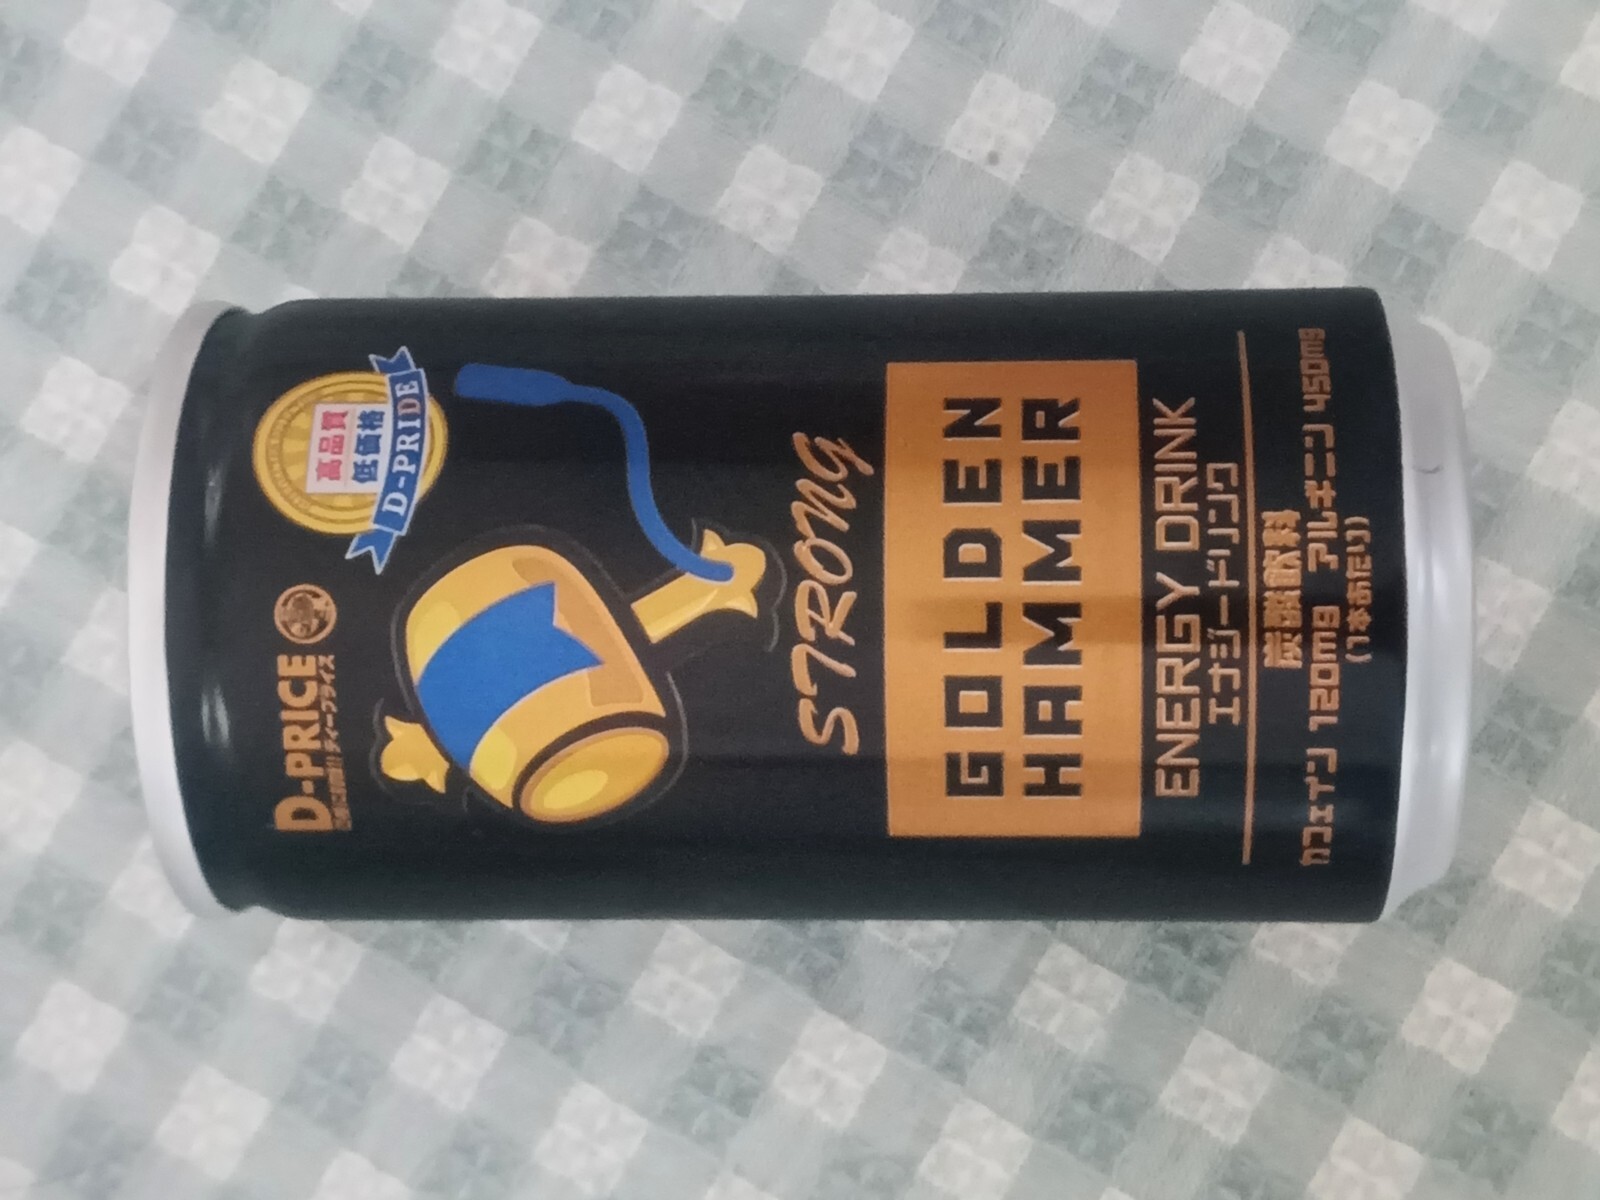 D-PRICE
ディープライス
高品質
低価格
D-PRIDE
STRONG
GOLDEN
HAMMER
ENERGY DRINK
エナジードリンク
炭酸飲料
カフェイン 120mg アルギニン 450mg
(1本あたり)